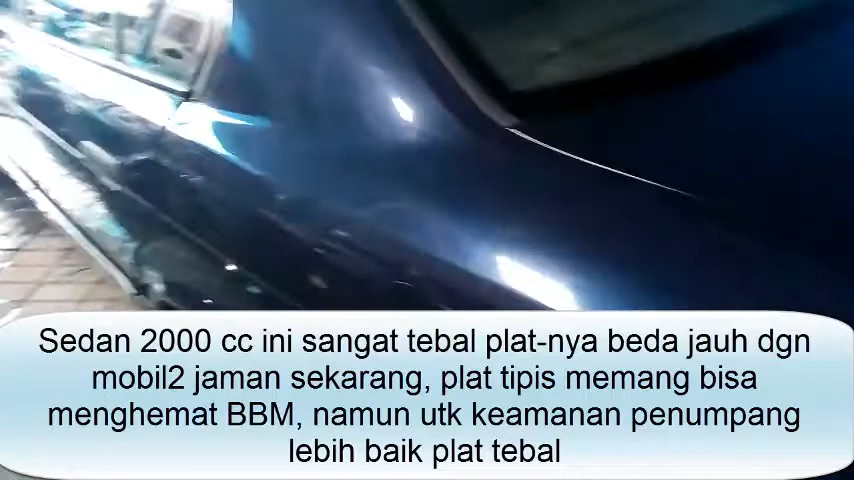 Sedan 2000 cc ini sangat tebal plat-nya beda jauh dgn
mobil2 jaman sekarang, plat tipis memang bisa
menghemat BBM, namun utk keamanan penumpang
lebih baik plat tebal